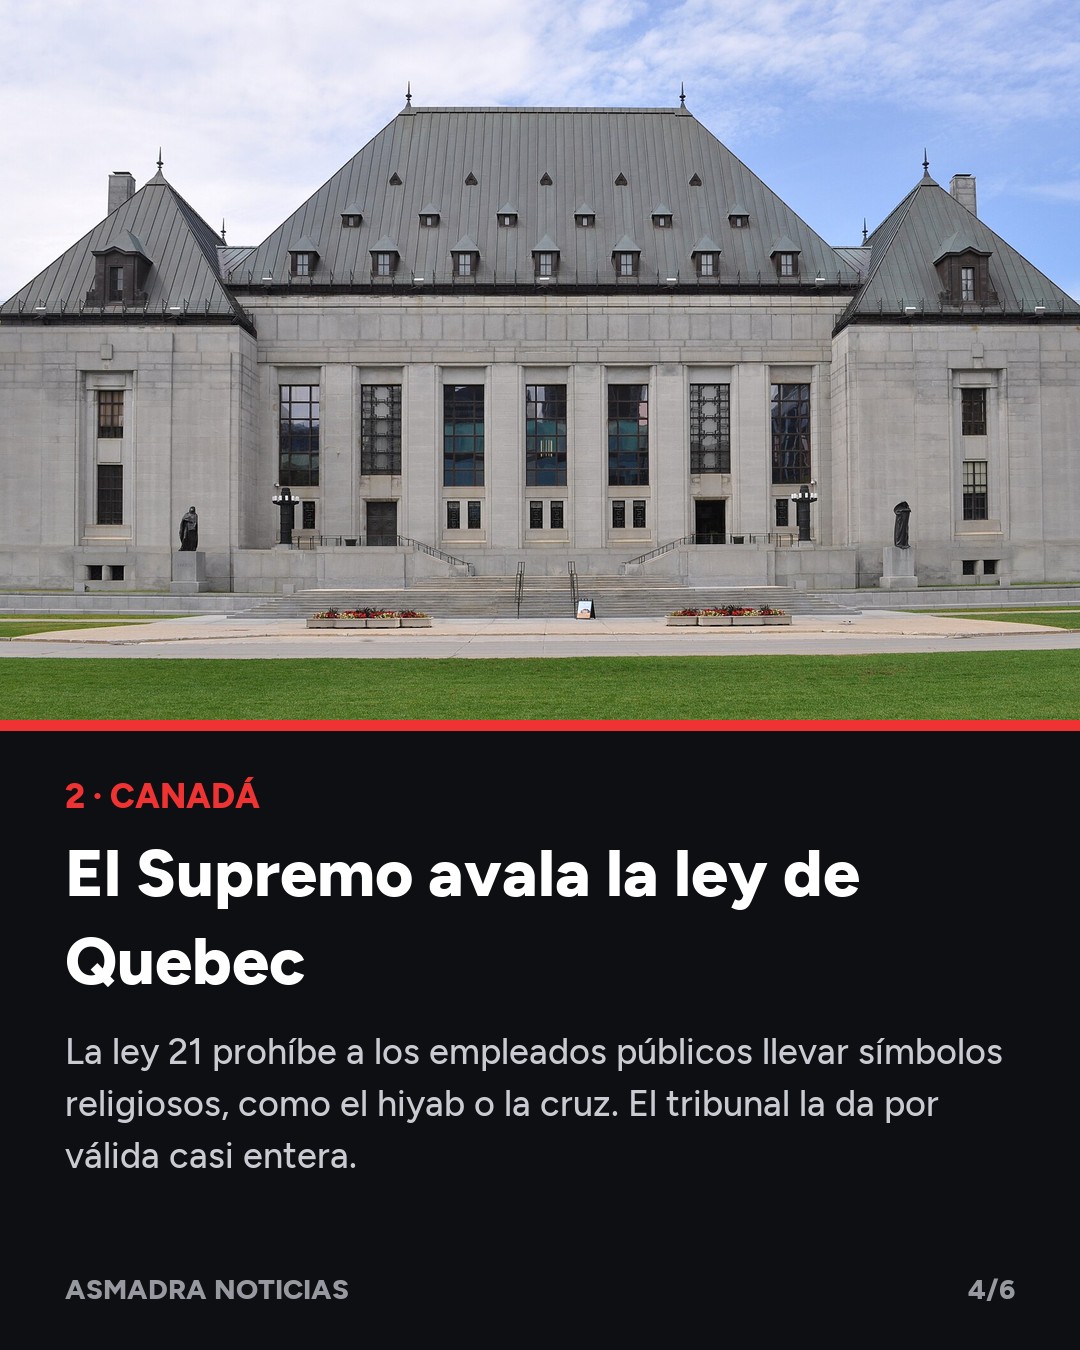 2 · CANADÁ
El Supremo avala la ley de
Quebec
La ley 21 prohíbe a los empleados públicos llevar símbolos
religiosos, como el hiyab o la cruz. El tribunal la da por
válida casi entera.
ASMADRA NOTICIAS
4/6